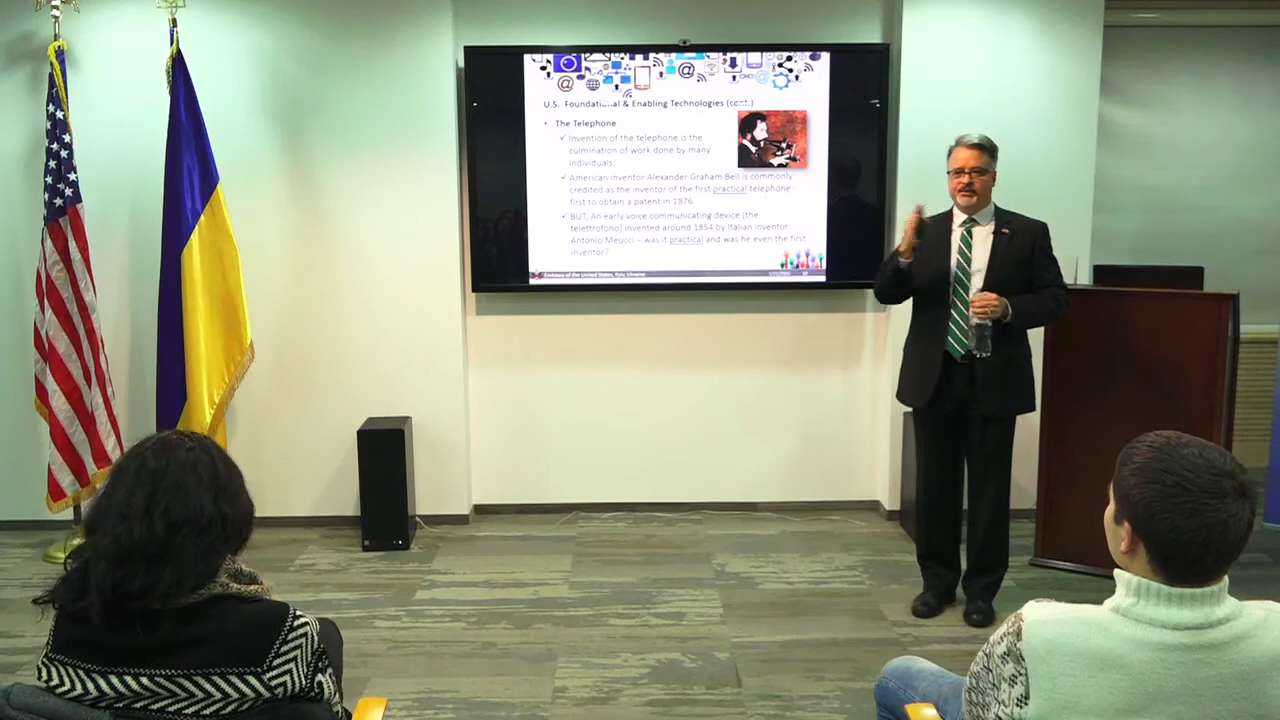 U.S. Foundational & Enabling Technologies (cont.)
• The Telephone
✓ Invention of the telephone is the
culmination of work done by many
individuals.
✓ American inventor Alexander Graham Bell is commonly
credited as the inventor of the first practical telephone -
first to obtain a patent in 1876.
✓ BUT, An early voice communicating device (the
telettrofono) invented around 1854 by Italian Inventor
Antonio Meucci – was it practical and was he even the first
inventor?
Embassy of the United States, Kyiv, Ukraine